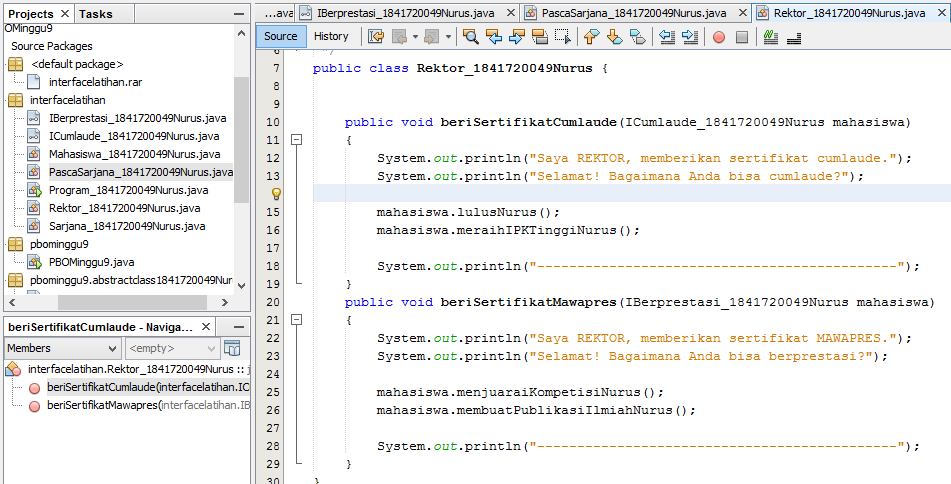 Projects × Tasks
OMinggu9
Source Packages
<default package>
interfacelatihan.rar
interfacelatihan
IBerprestasi_1841720049Nurus.java
ICumlaude_1841720049Nurus.java
Mahasiswa_1841720049Nurus.java
PascaSarjana_1841720049Nurus.java
Program_1841720049Nurus.java
Rektor_1841720049Nurus.java
Sarjana_1841720049Nurus.java
pbominggu9
PBOMinggu9.java
pbominggu9.abstractclass1841720049Nur
beriSertifikatCumlaude - Naviga... ×
Members <empty>
interfacelatihan.Rektor_1841720049Nurus :: j
beriSertifikatCumlaude(interfacelatihan.IC
beriSertifikatMawapres(interfacelatihan.IB
...ava IBerprestasi_1841720049Nurus.java PascaSarjana_1841720049Nurus.java Rektor_1841720049Nurus.java
Source History
6 */
7 public class Rektor_1841720049Nurus {
8
9
10 public void beriSertifikatCumlaude(ICumlaude_1841720049Nurus mahasiswa)
11 {
12 System.out.println("Saya REKTOR, memberikan sertifikat cumlaude.");
13 System.out.println("Selamat! Bagaimana Anda bisa cumlaude?");
15 mahasiswa.lulusNurus();
16 mahasiswa.meraihIPKTinggiNurus();
17
18 System.out.println("---------------------------------------------");
19 }
20 public void beriSertifikatMawapres(IBerprestasi_1841720049Nurus mahasiswa)
21 {
22 System.out.println("Saya REKTOR, memberikan sertifikat MAWAPRES.");
23 System.out.println("Selamat! Bagaimana Anda bisa berprestasi?");
24
25 mahasiswa.menjuaraiKompetisiNurus();
26 mahasiswa.membuatPublikasiIlmiahNurus();
27
28 System.out.println("---------------------------------------------");
29 }
30 }